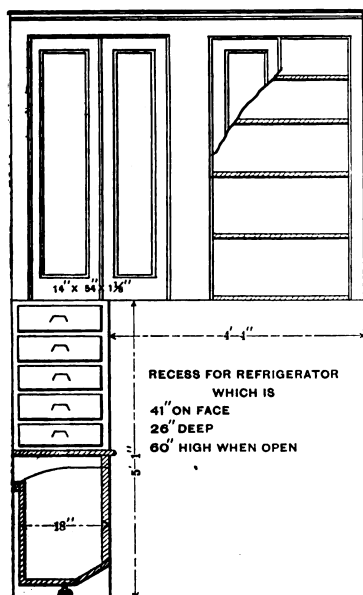 14" X 54" X 1⅛"
4'-1"
RECESS FOR REFRIGERATOR
WHICH IS
41" ON FACE
26" DEEP
60" HIGH WHEN OPEN
5'-1"
18"